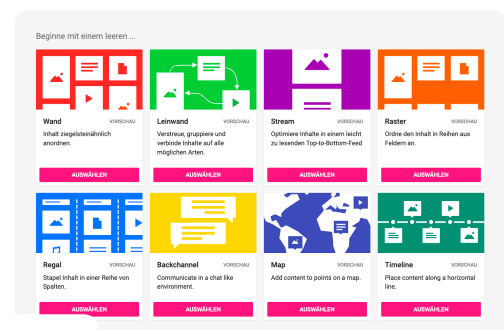 Beginne mit einem leeren ...
Wand VORSCHAU
Inhalt ziegelsteinähnlich
anordnen.
AUSWÄHLEN
Leinwand VORSCHAU
Verstreue, gruppiere und
verbinde Inhalte auf alle
möglichen Arten.
AUSWÄHLEN
Stream VORSCHAU
Optimiere Inhalte in einem leicht
zu lesenden Top-to-Bottom-Feed
AUSWÄHLEN
Raster VORSCHAU
Ordne den Inhalt in Reihen aus
Feldern an.
AUSWÄHLEN
Regal VORSCHAU
Stapel Inhalt in einer Reihe von
Spalten.
AUSWÄHLEN
Backchannel VORSCHAU
Communicate in a chat like
environment.
AUSWÄHLEN
Map VORSCHAU
Add content to points on a map.
AUSWÄHLEN
Timeline VORSCHAU
Place content along a horizontal
line.
AUSWÄHLEN